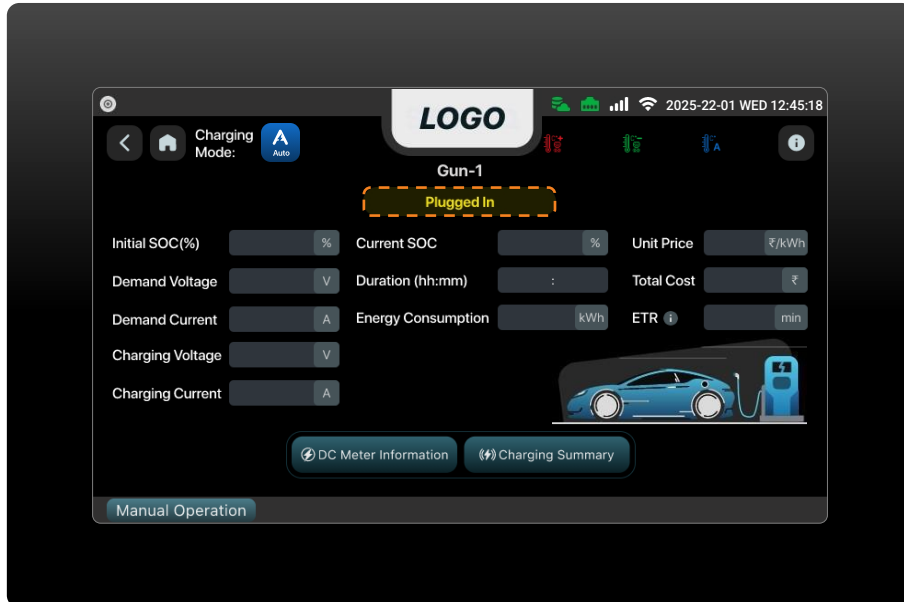 LOGO
2025-22-01 WED 12:45:18
Charging
Mode:
A
Auto
A
Gun-1
Plugged In
Initial SOC(%) %
Current SOC %
Unit Price ₹/kWh
Demand Voltage V
Duration (hh:mm) :
Total Cost ₹
Demand Current A
Energy Consumption kWh
ETR i min
Charging Voltage V
Charging Current A
DC Meter Information
Charging Summary
Manual Operation